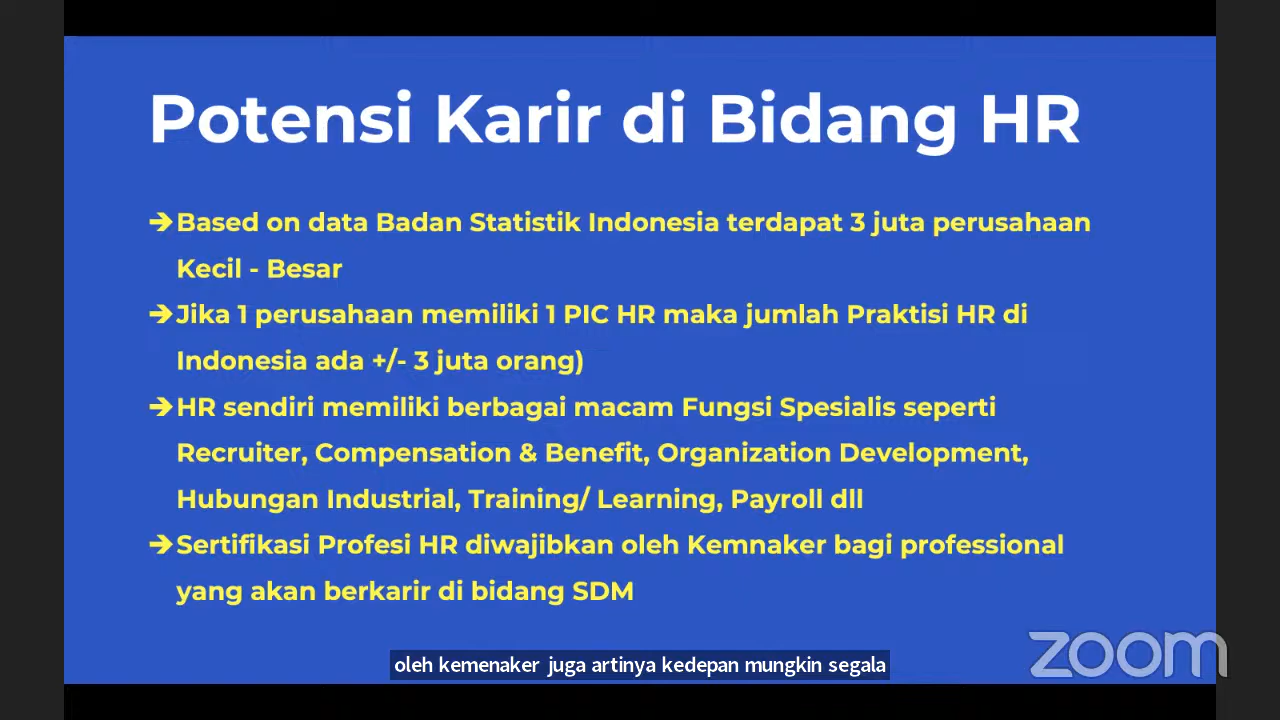 Potensi Karir di Bidang HR
➔Based on data Badan Statistik Indonesia terdapat 3 juta perusahaan
Kecil - Besar
➔Jika 1 perusahaan memiliki 1 PIC HR maka jumlah Praktisi HR di
Indonesia ada +/- 3 juta orang)
➔HR sendiri memiliki berbagai macam Fungsi Spesialis seperti
Recruiter, Compensation & Benefit, Organization Development,
Hubungan Industrial, Training/ Learning, Payroll dll
➔Sertifikasi Profesi HR diwajibkan oleh Kemnaker bagi professional
yang akan berkarir di bidang SDM
oleh kemenaker juga artinya kedepan mungkin segala
zoom